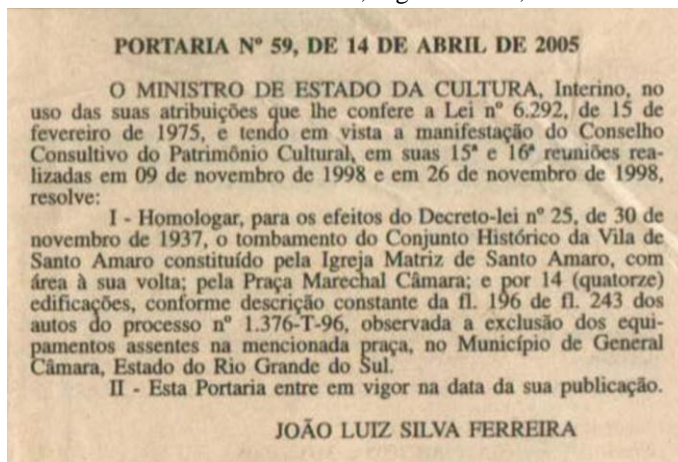 PORTARIA Nº 59, DE 14 DE ABRIL DE 2005
O MINISTRO DE ESTADO DA CULTURA, Interino, no
uso das suas atribuições que lhe confere a Lei nº 6.292, de 15 de
fevereiro de 1975, e tendo em vista a manifestação do Conselho
Consultivo do Patrimônio Cultural, em suas 15ª e 16ª reuniões rea-
lizadas em 09 de novembro de 1998 e em 26 de novembro de 1998,
resolve:
I - Homologar, para os efeitos do Decreto-lei nº 25, de 30 de
novembro de 1937, o tombamento do Conjunto Histórico da Vila de
Santo Amaro constituído pela Igreja Matriz de Santo Amaro, com
área à sua volta; pela Praça Marechal Câmara; e por 14 (quatorze)
edificações, conforme descrição constante da fl. 196 de fl. 243 dos
autos do processo nº 1.376-T-96, observada a exclusão dos equi-
pamentos assentes na mencionada praça, no Município de General
Câmara, Estado do Rio Grande do Sul.
II - Esta Portaria entre em vigor na data da sua publicação.
JOÃO LUIZ SILVA FERREIRA